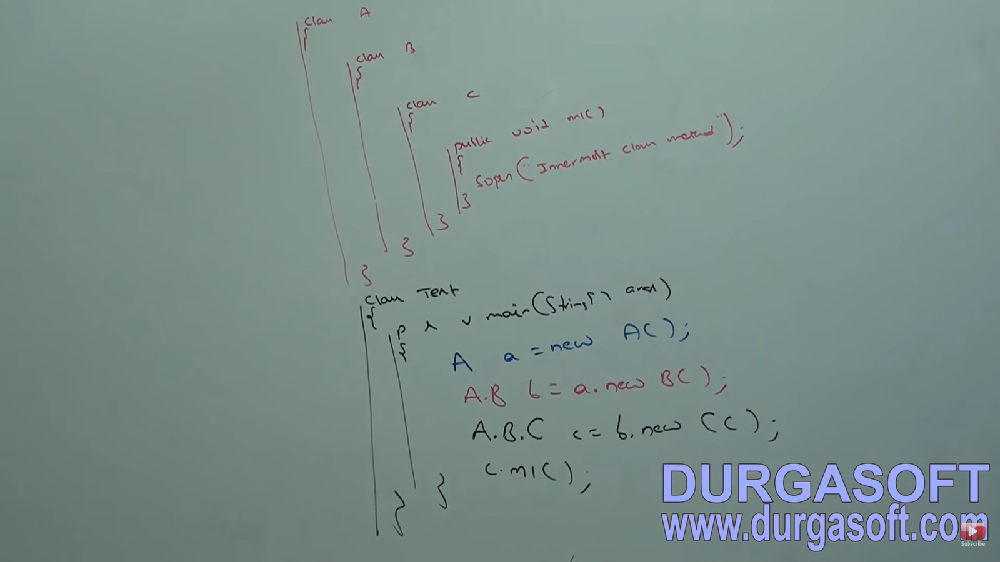 class A
{
class B
{
class C
{
public void m1()
{
Sopln("Innermost class method");
}
}
}
}
class Test
{
p s v main(String[] args)
{
A a = new A();
A.B b = a.new B();
A.B.C c = b.new C();
c.m1();
}
}
DURGASOFT
www.durgasoft.com
Subscribe